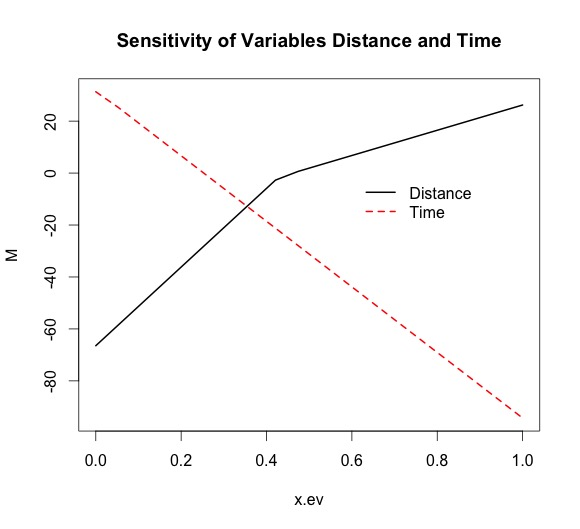 Sensitivity of Variables Distance and Time
20
0
-20
-40
-60
-80
M
Distance
Time
0.0 0.2 0.4 0.6 0.8 1.0
x.ev